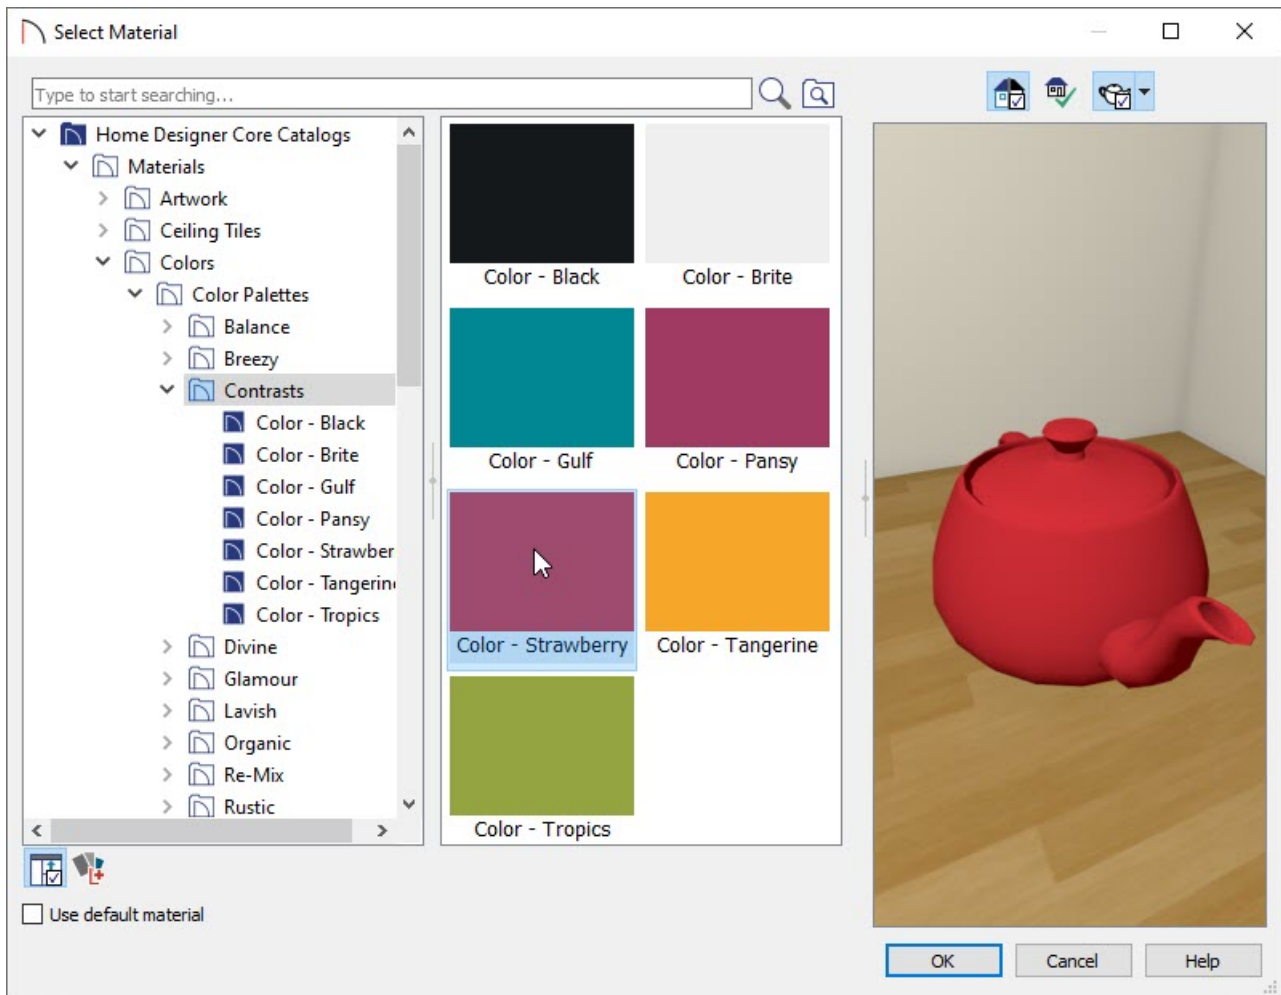 Select Material
Type to start searching...
Home Designer Core Catalogs
Materials
Artwork
Ceiling Tiles
Colors
Color Palettes
Balance
Breezy
Contrasts
Color - Black
Color - Brite
Color - Gulf
Color - Pansy
Color - Strawber
Color - Tangerin
Color - Tropics
Divine
Glamour
Lavish
Organic
Re-Mix
Rustic
Color - Black
Color - Brite
Color - Gulf
Color - Pansy
Color - Strawberry
Color - Tangerine
Color - Tropics
Use default material
OK
Cancel
Help